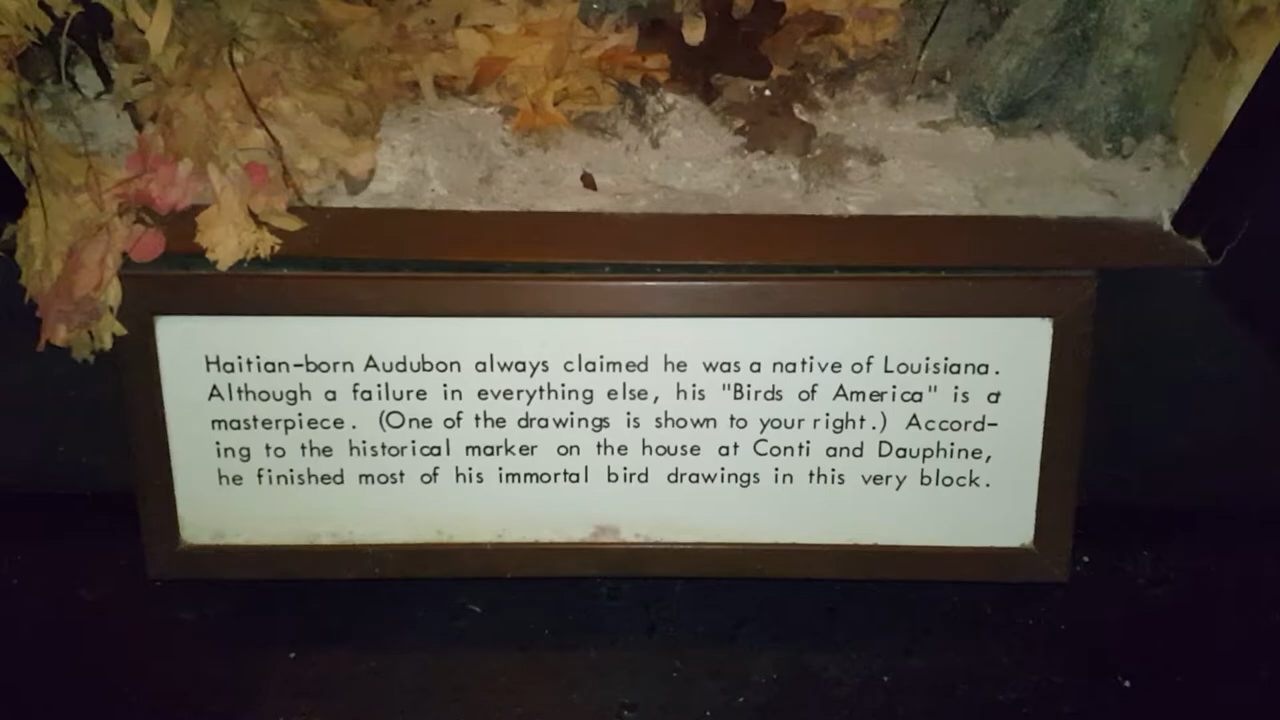 Haitian-born Audubon always claimed he was a native of Louisiana.
Although a failure in everything else, his "Birds of America" is a
masterpiece. (One of the drawings is shown to your right.) Accord-
ing to the historical marker on the house at Conti and Dauphine,
he finished most of his immortal bird drawings in this very block.